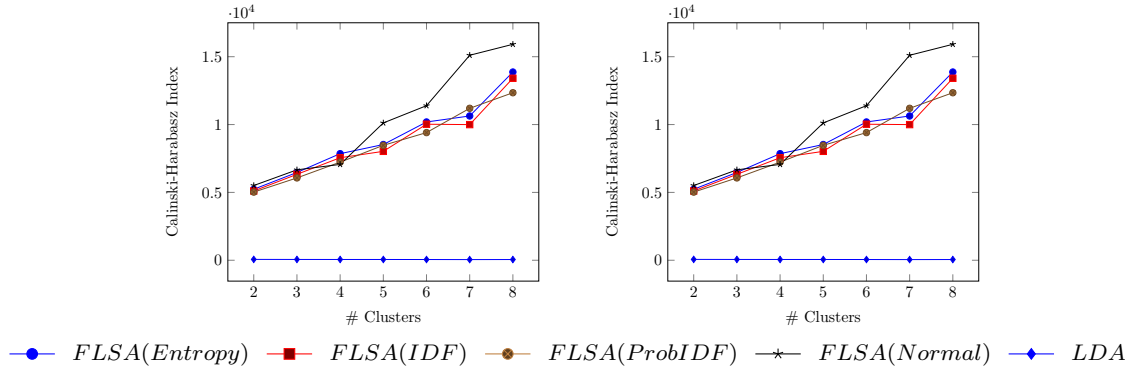 ·10⁴
1.5
1
0.5
0
Calinski-Harabasz Index
2 3 4 5 6 7 8
# Clusters
·10⁴
1.5
1
0.5
0
Calinski-Harabasz Index
2 3 4 5 6 7 8
# Clusters
FLSA(Entropy) FLSA(IDF) FLSA(ProbIDF) FLSA(Normal) LDA